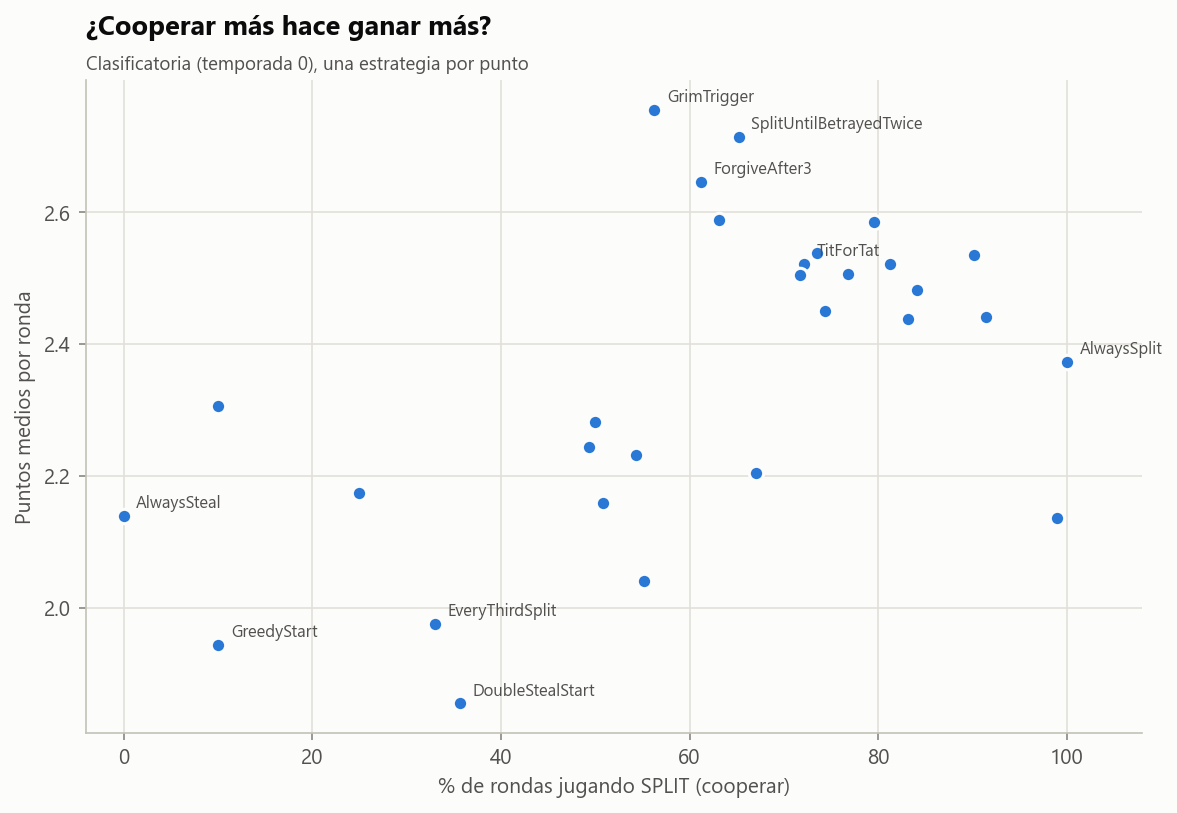 ¿Cooperar más hace ganar más?
Clasificatoria (temporada 0), una estrategia por punto
GrimTrigger
SplitUntilBetrayedTwice
ForgiveAfter3
2.6
TitForTat
2.4
AlwaysSplit
Puntos medios por ronda
2.2
AlwaysSteal
2.0
EveryThirdSplit
GreedyStart
DoubleStealStart
0 20 40 60 80 100
% de rondas jugando SPLIT (cooperar)